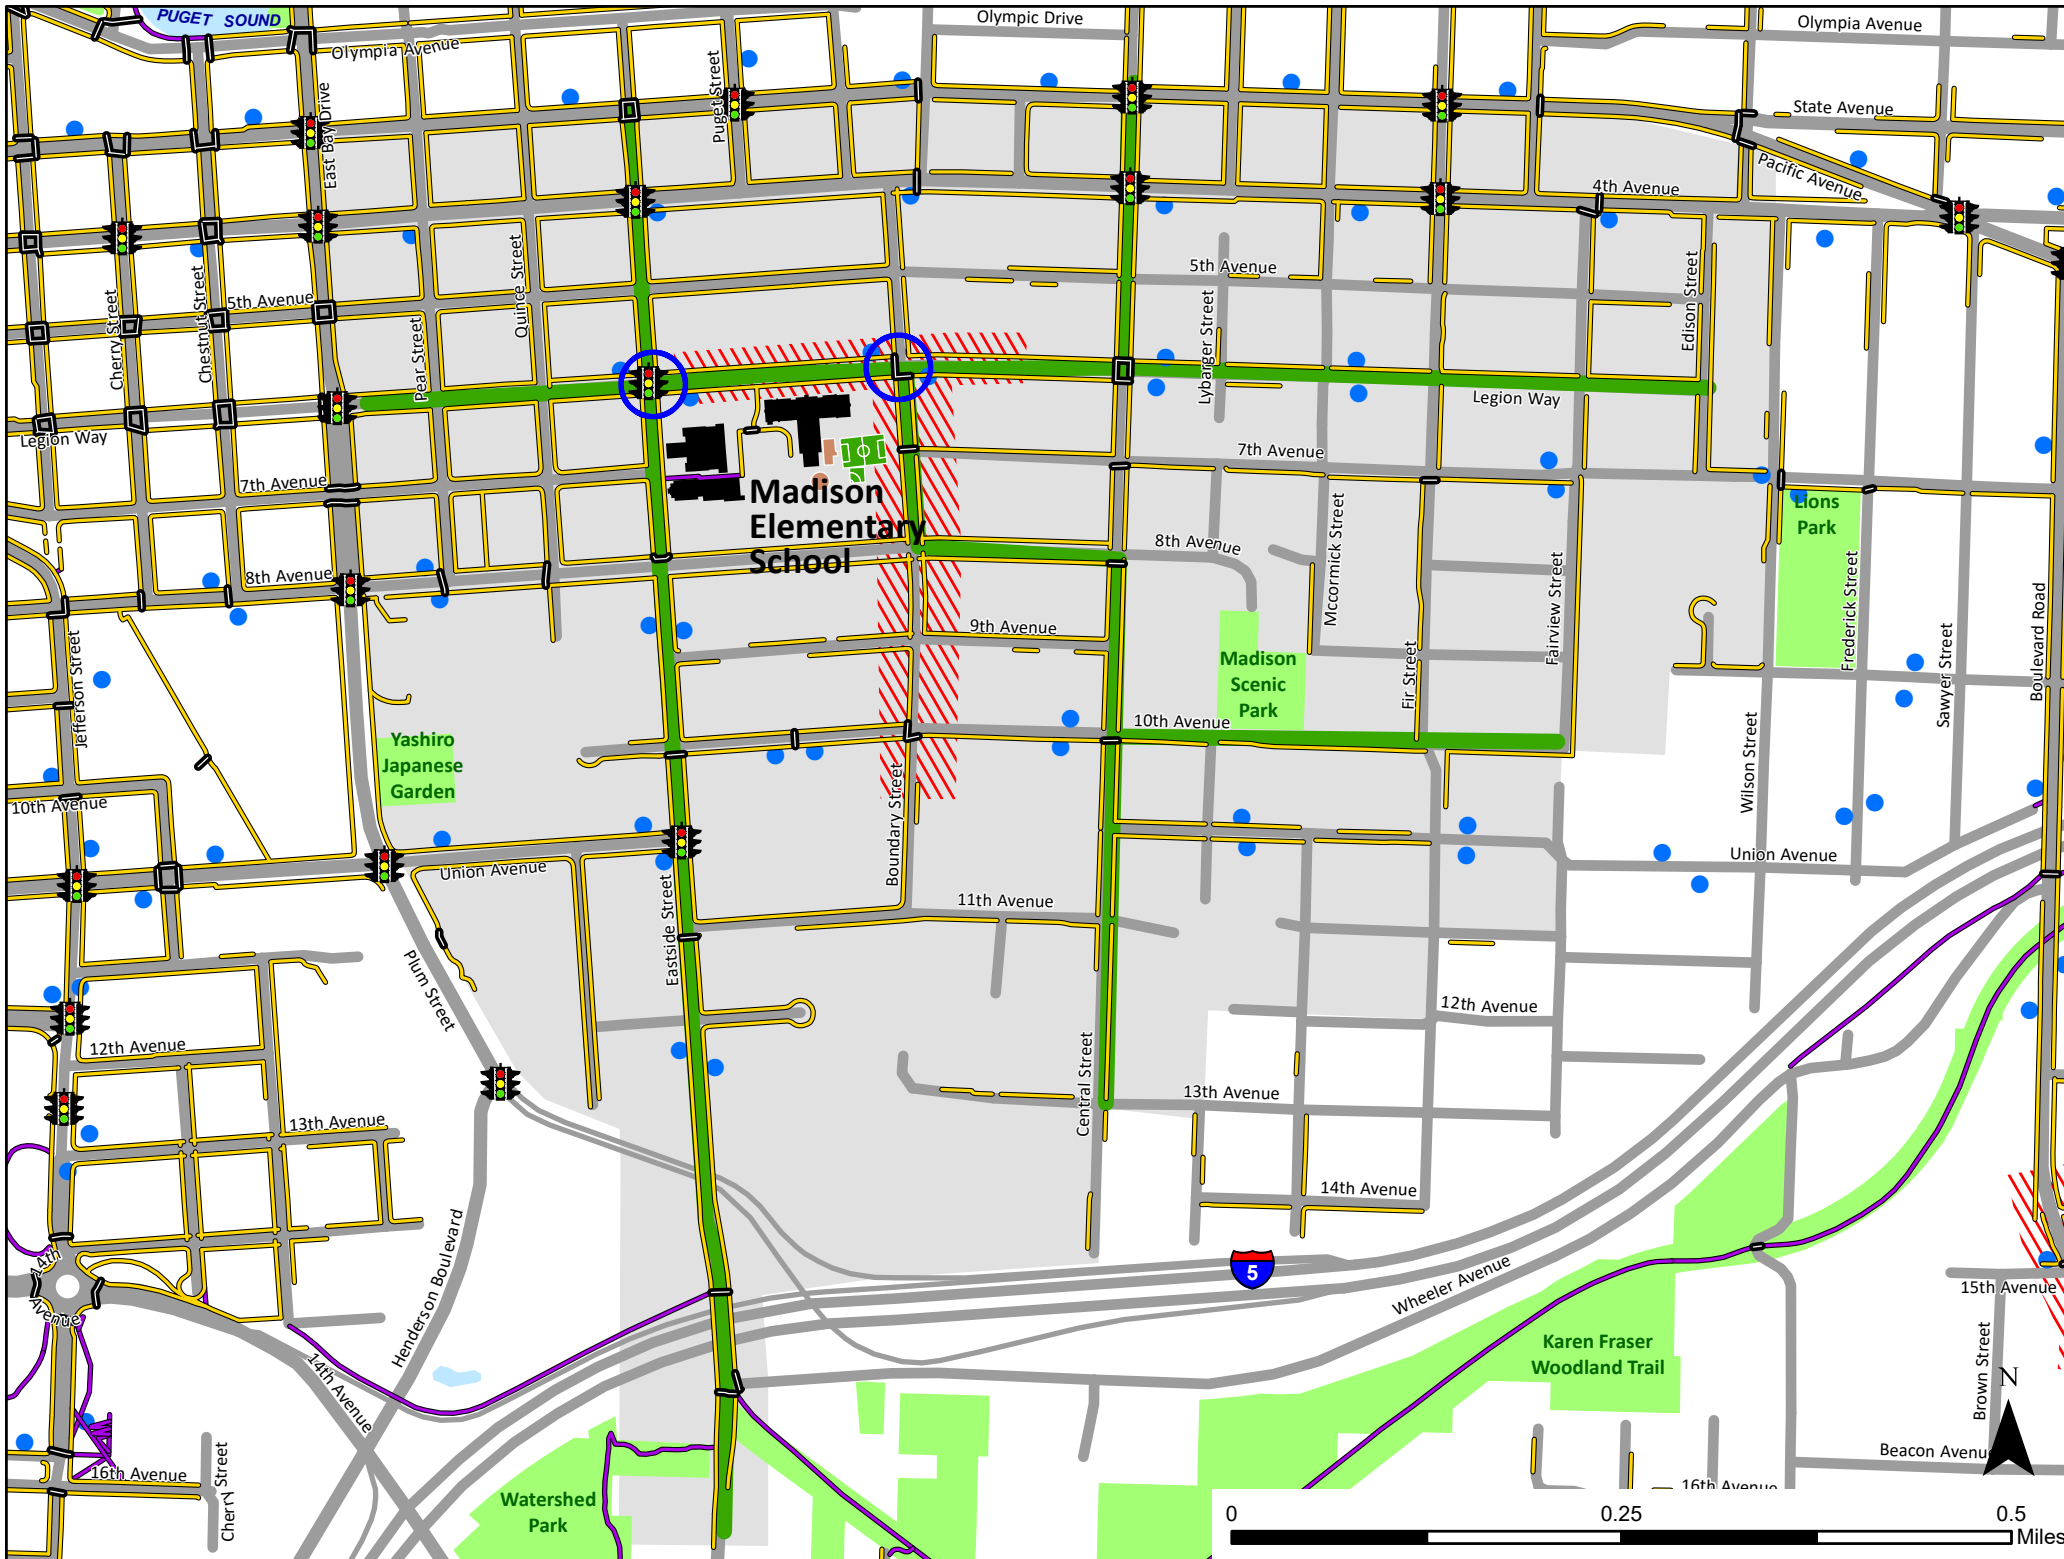 PUGET SOUND
Olympic Drive
Olympia Avenue
Olympia Avenue
Puget Street
East Bay Drive
State Avenue
Pacific Avenue
4th Avenue
Quince Street
5th Avenue
Edison Street
Chestnut Street
Cherry Street
5th Avenue
Pear Street
Lybarger Street
Legion Way
Legion Way
7th Avenue
7th Avenue
Madison
Elementary
School
Lions
Park
Mccormick Street
8th Avenue
8th Avenue
Fairview Street
Frederick Street
Boulevard Road
9th Avenue
Jefferson Street
Sawyer Street
Madison
Scenic
Park
Fir Street
10th Avenue
Wilson Street
Yashiro
Japanese
Garden
10th Avenue
Boundary Street
Union Avenue
Union Avenue
Eastside Street
11th Avenue
Plum Street
12th Avenue
12th Avenue
Central Street
13th Avenue
13th Avenue
14th Avenue
Henderson Boulevard
14th
Avenue
5
Wheeler Avenue
15th Avenue
14th Avenue
Karen Fraser
Woodland Trail
Brown Street
N
Beacon Avenue
16th Avenue
Cherry Street
16th Avenue
Watershed
Park
0
0.25
0.5
Miles